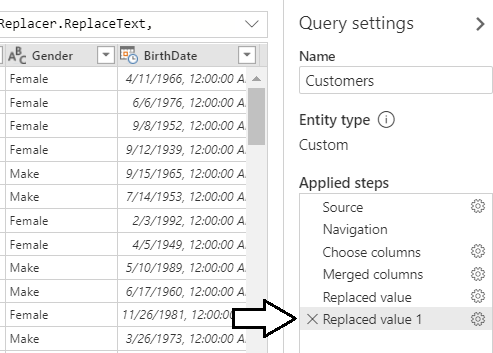 Replacer.ReplaceText,
Query settings
ABC Gender BirthDate
Name
Customers
Entity type
Custom
Applied steps
Source
Navigation
Choose columns
Merged columns
Replaced value
Replaced value 1
Female 4/11/1966, 12:00:00 A
Female 6/6/1976, 12:00:00 A
Female 9/8/1952, 12:00:00 A
Female 9/12/1939, 12:00:00 A
Make 9/15/1965, 12:00:00 A
Make 7/14/1953, 12:00:00 A
Female 2/3/1992, 12:00:00 A
Female 4/5/1949, 12:00:00 A
Make 5/10/1989, 12:00:00 A
Make 6/17/1960, 12:00:00 A
Female 11/26/1981, 12:00:00
Make 3/26/1973, 12:00:00 A